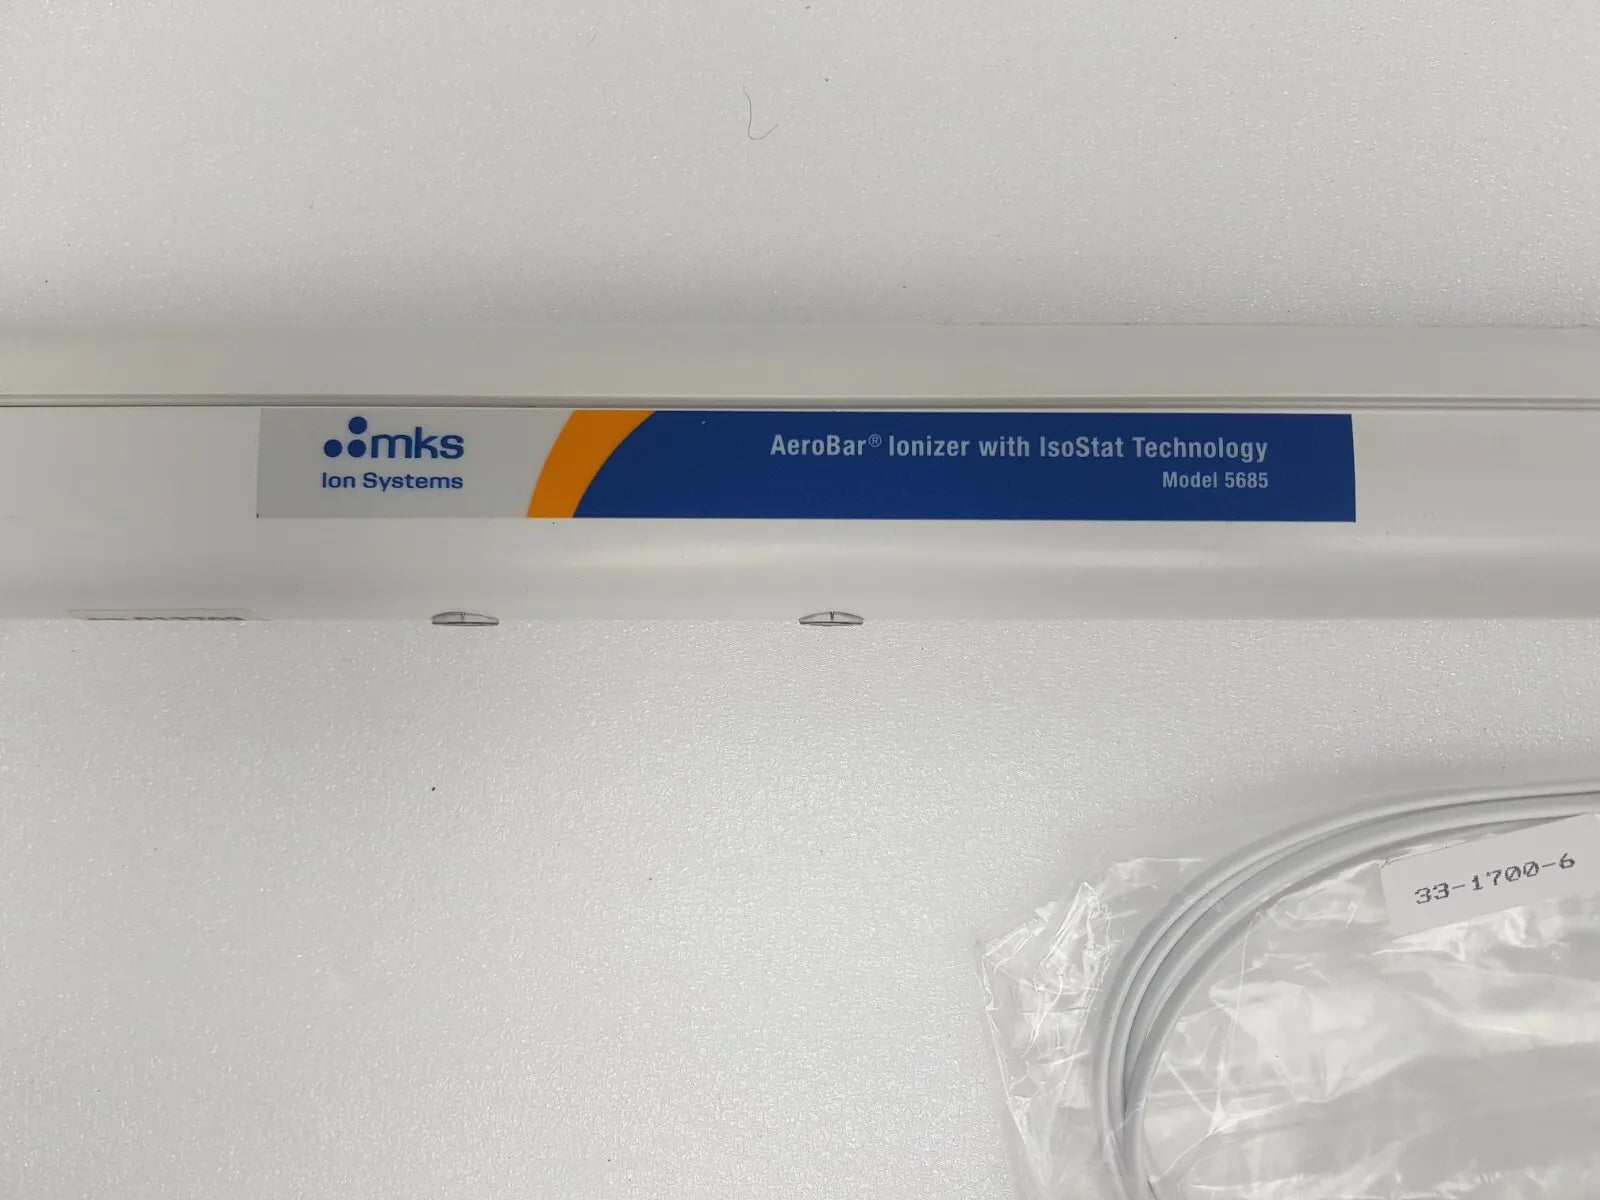 mks
Ion Systems
AeroBar® Ionizer with IsoStat Technology
Model 5685
33-1700-6